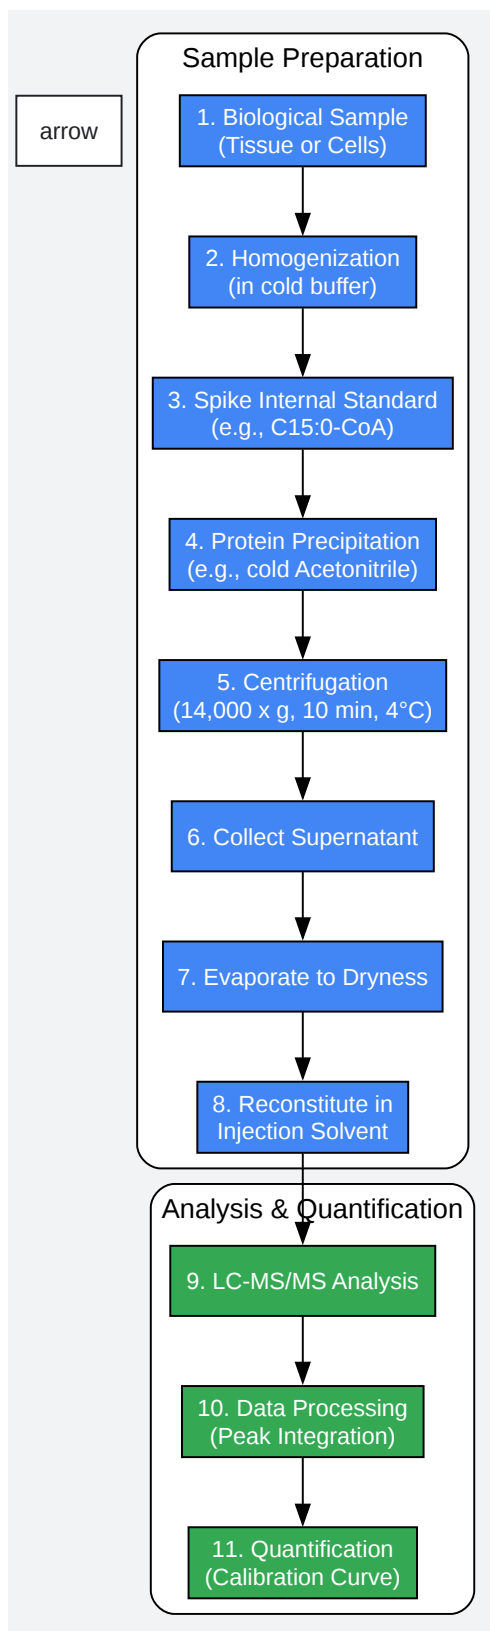 Sample Preparation
arrow
1. Biological Sample
(Tissue or Cells)
2. Homogenization
(in cold buffer)
3. Spike Internal Standard
(e.g., C15:0-CoA)
4. Protein Precipitation
(e.g., cold Acetonitrile)
5. Centrifugation
(14,000 x g, 10 min, 4°C)
6. Collect Supernatant
7. Evaporate to Dryness
8. Reconstitute in
Injection Solvent
Analysis & Quantification
9. LC-MS/MS Analysis
10. Data Processing
(Peak Integration)
11. Quantification
(Calibration Curve)